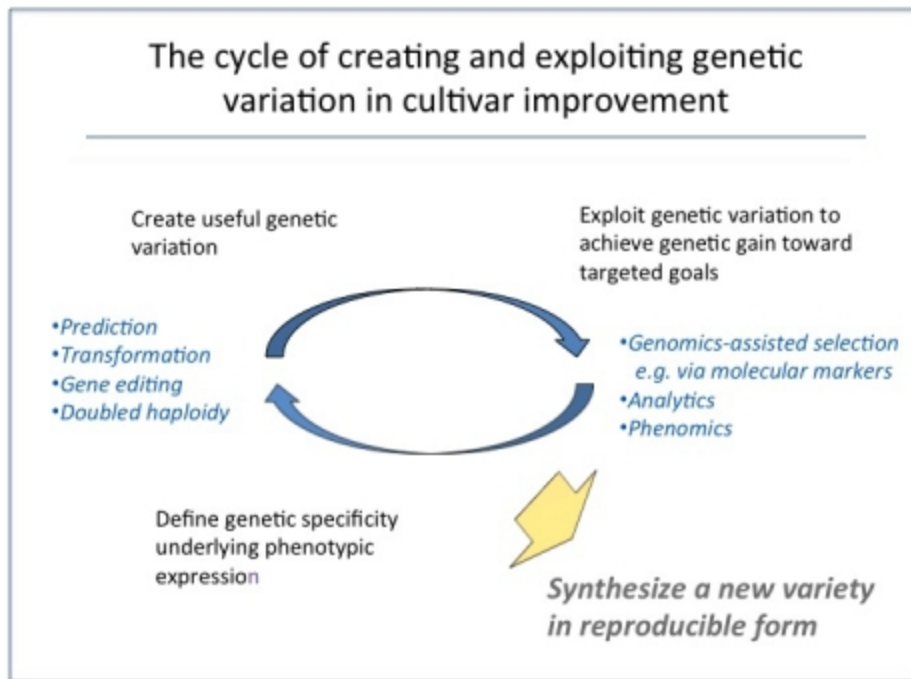 The cycle of creating and exploiting genetic
variation in cultivar improvement
Create useful genetic
variation
•Prediction
•Transformation
•Gene editing
•Doubled haploidy
Exploit genetic variation to
achieve genetic gain toward
targeted goals
•Genomics-assisted selection
e.g. via molecular markers
•Analytics
•Phenomics
Define genetic specificity
underlying phenotypic
expression
Synthesize a new variety
in reproducible form